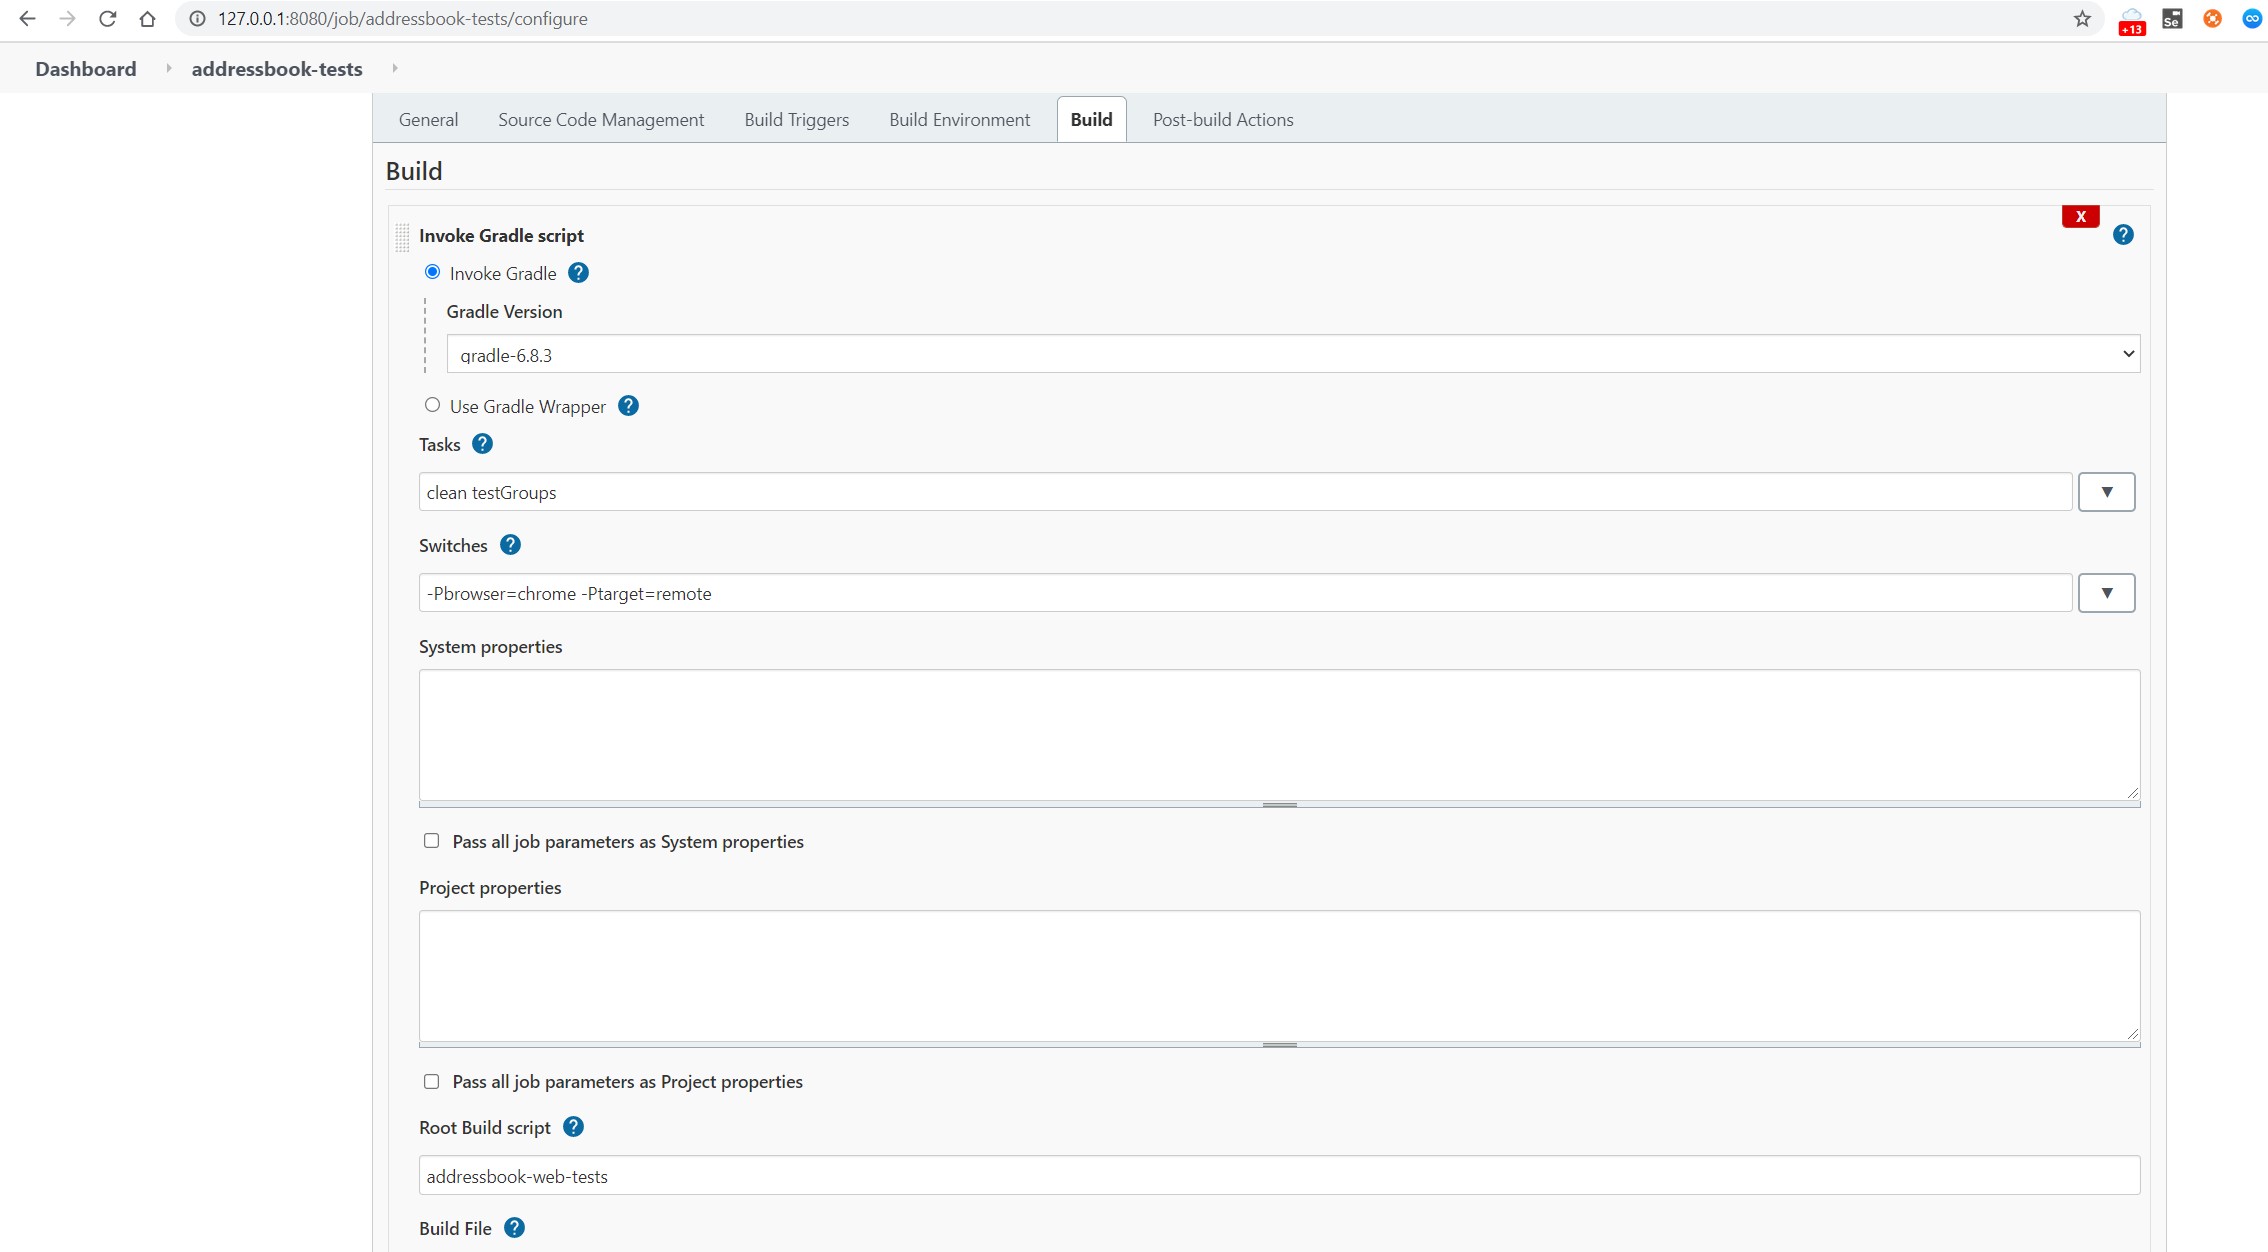 127.0.0.1:8080/job/addressbook-tests/configure
+13
Se
Dashboard addressbook-tests
General Source Code Management Build Triggers Build Environment Build Post-build Actions
Build
X
Invoke Gradle script ?
Invoke Gradle ?
Gradle Version
gradle-6.8.3
Use Gradle Wrapper ?
Tasks ?
clean testGroups
Switches ?
-Pbrowser=chrome -Ptarget=remote
System properties
Pass all job parameters as System properties
Project properties
Pass all job parameters as Project properties
Root Build script ?
addressbook-web-tests
Build File ?